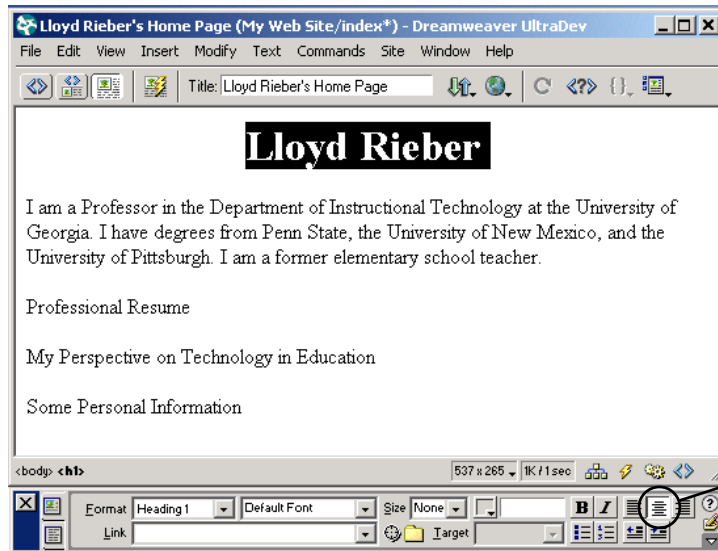 Lloyd Rieber's Home Page (My Web Site/index*) - Dreamweaver UltraDev
File Edit View Insert Modify Text Commands Site Window Help
Title: Lloyd Rieber's Home Page
Lloyd Rieber
I am a Professor in the Department of Instructional Technology at the University of
Georgia. I have degrees from Penn State, the University of New Mexico, and the
University of Pittsburgh. I am a former elementary school teacher.
Professional Resume
My Perspective on Technology in Education
Some Personal Information
<body> <h1> 537 x 265 1K / 1 sec
Format Heading 1 Default Font Size None B I
Link Target